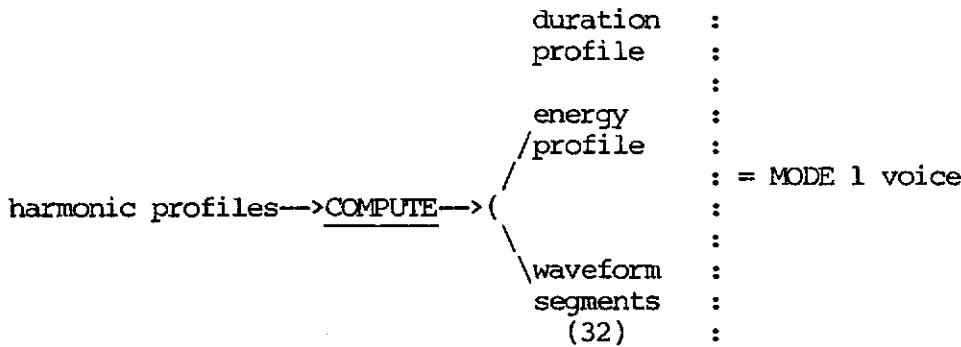 duration :
profile :
:
energy :
/profile :
/ : = MODE 1 voice
harmonic profiles-->COMPUTE-->( :
\ :
\waveform :
segments :
(32) :